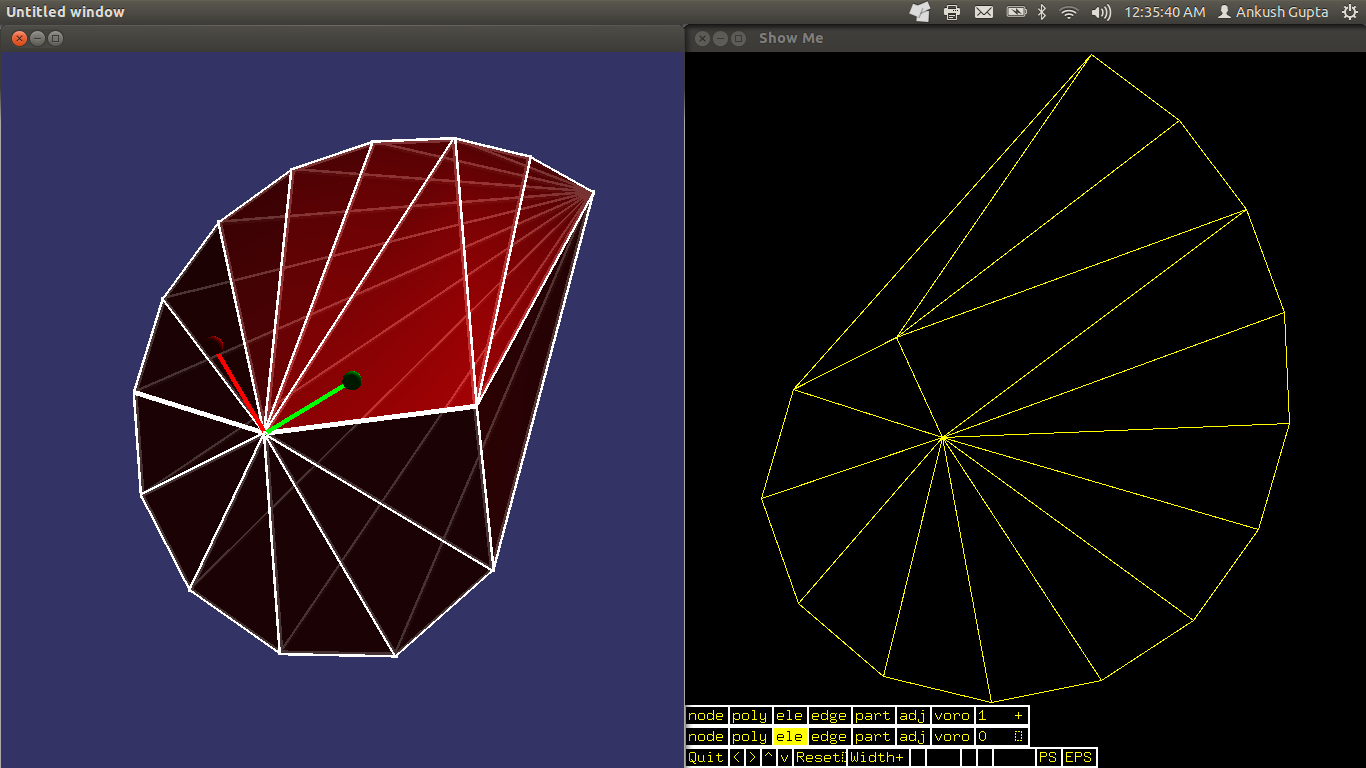 Untitled window 12:35:40 AM Ankush Gupta
Show Me
node poly ele edge part adj voro 1 +
node poly ele edge part adj voro 0
Quit < > ^ v Reset Width+ PS EPS